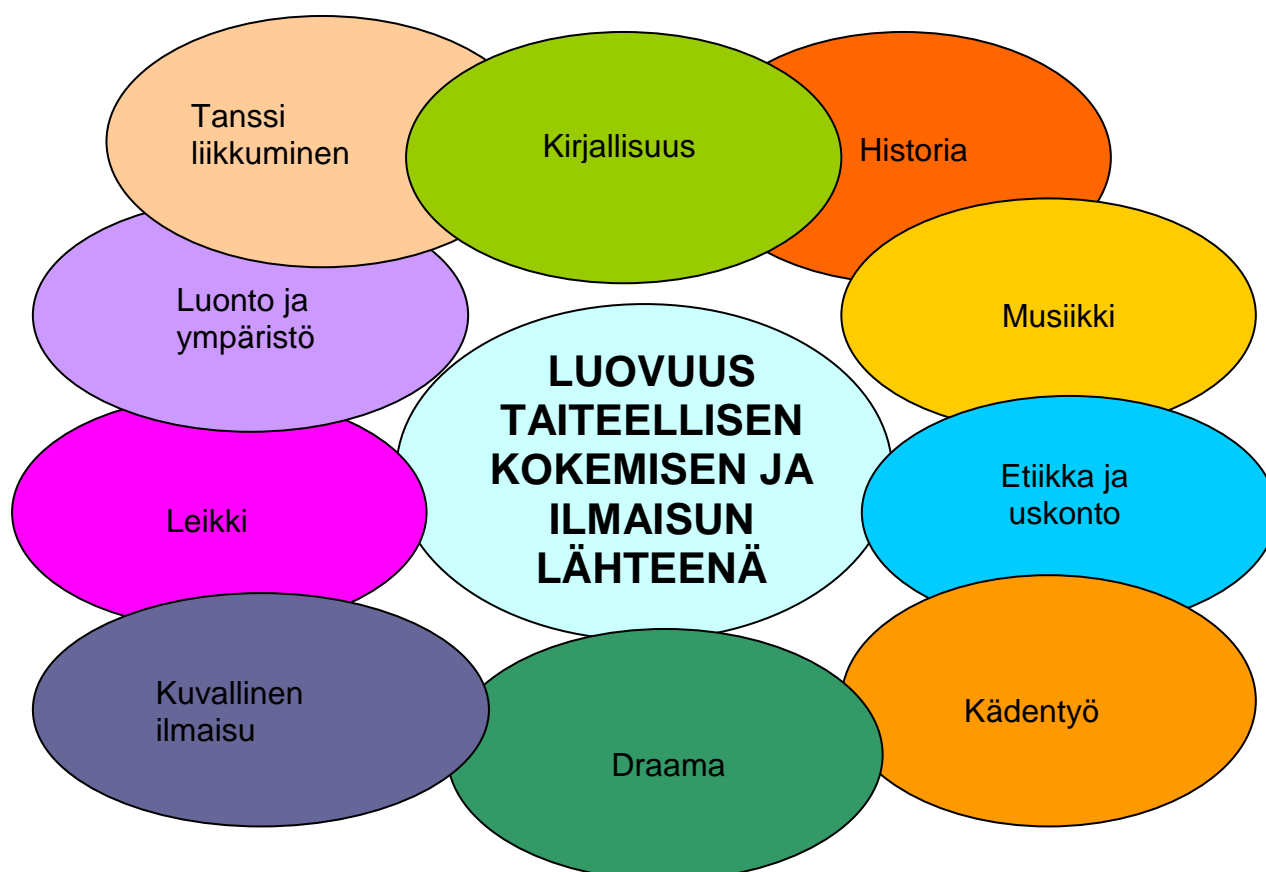 Tanssi
liikkuminen
Kirjallisuus
Historia
Luonto ja
ympäristö
Musiikki
LUOVUUS
TAITEELLISEN
KOKEMISEN JA
ILMAISUN
LÄHTEENÄ
Leikki
Etiikka ja
uskonto
Kuvallinen
ilmaisu
Draama
Kädentyö